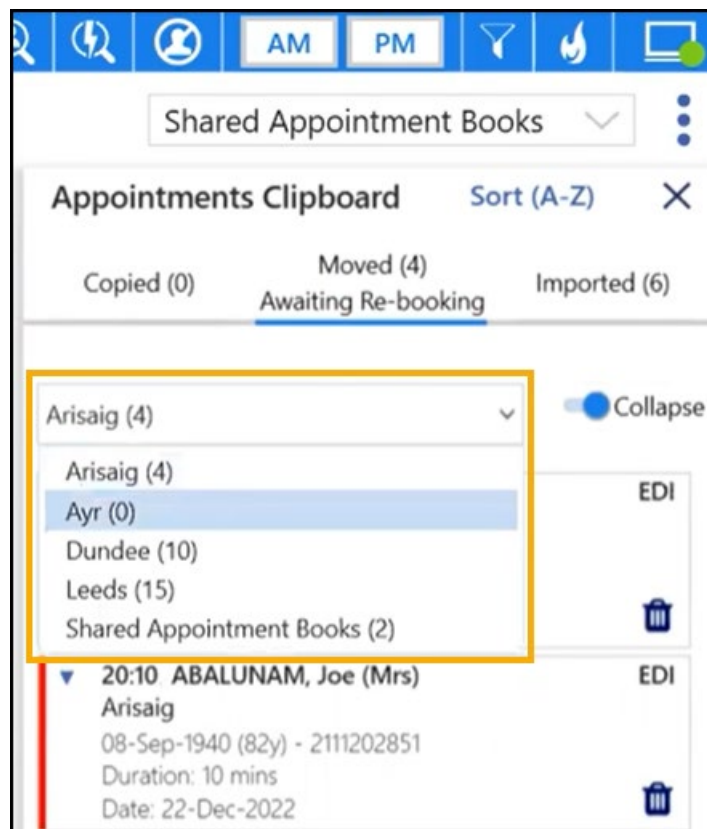 AM PM
Shared Appointment Books
Appointments Clipboard Sort (A-Z)
Copied (0) Moved (4) Awaiting Re-booking Imported (6)
Arisaig (4) Collapse
Arisaig (4)
Ayr (0)
Dundee (10)
Leeds (15)
Shared Appointment Books (2)
EDI
20:10 ABALUNAM, Joe (Mrs) EDI
Arisaig
08-Sep-1940 (82y) - 2111202851
Duration: 10 mins
Date: 22-Dec-2022